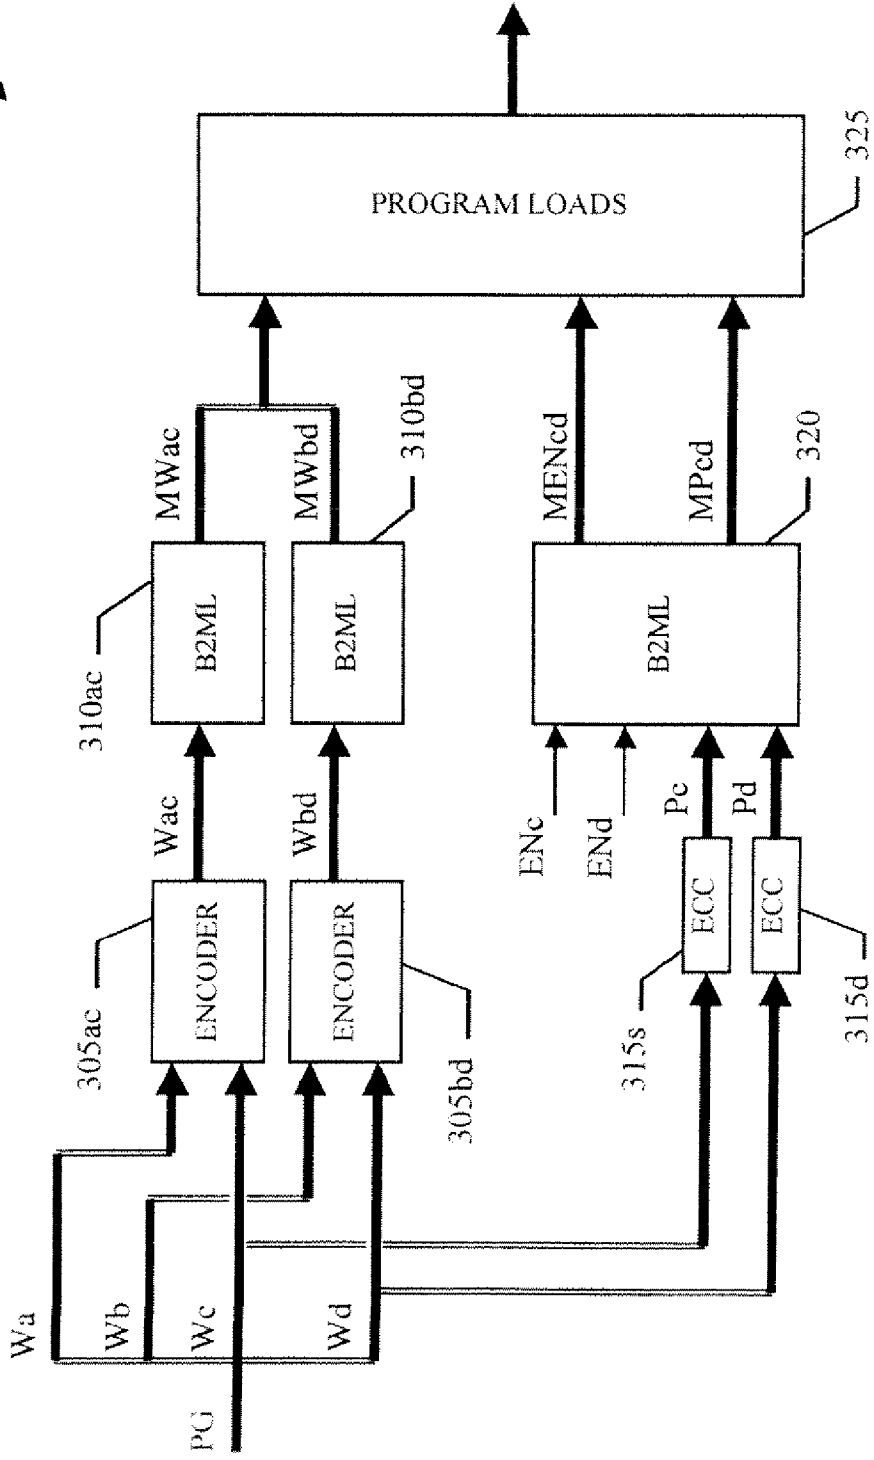 PG
Wa
Wb
Wc
Wd
305ac
ENCODER
ENCODER
305bd
Wac
Wbd
310ac
B2ML
B2ML
310bd
MWac
MWbd
315s
ECC
ECC
315d
ENc
ENd
Pc
Pd
B2ML
320
MENcd
MPcd
PROGRAM LOADS
325